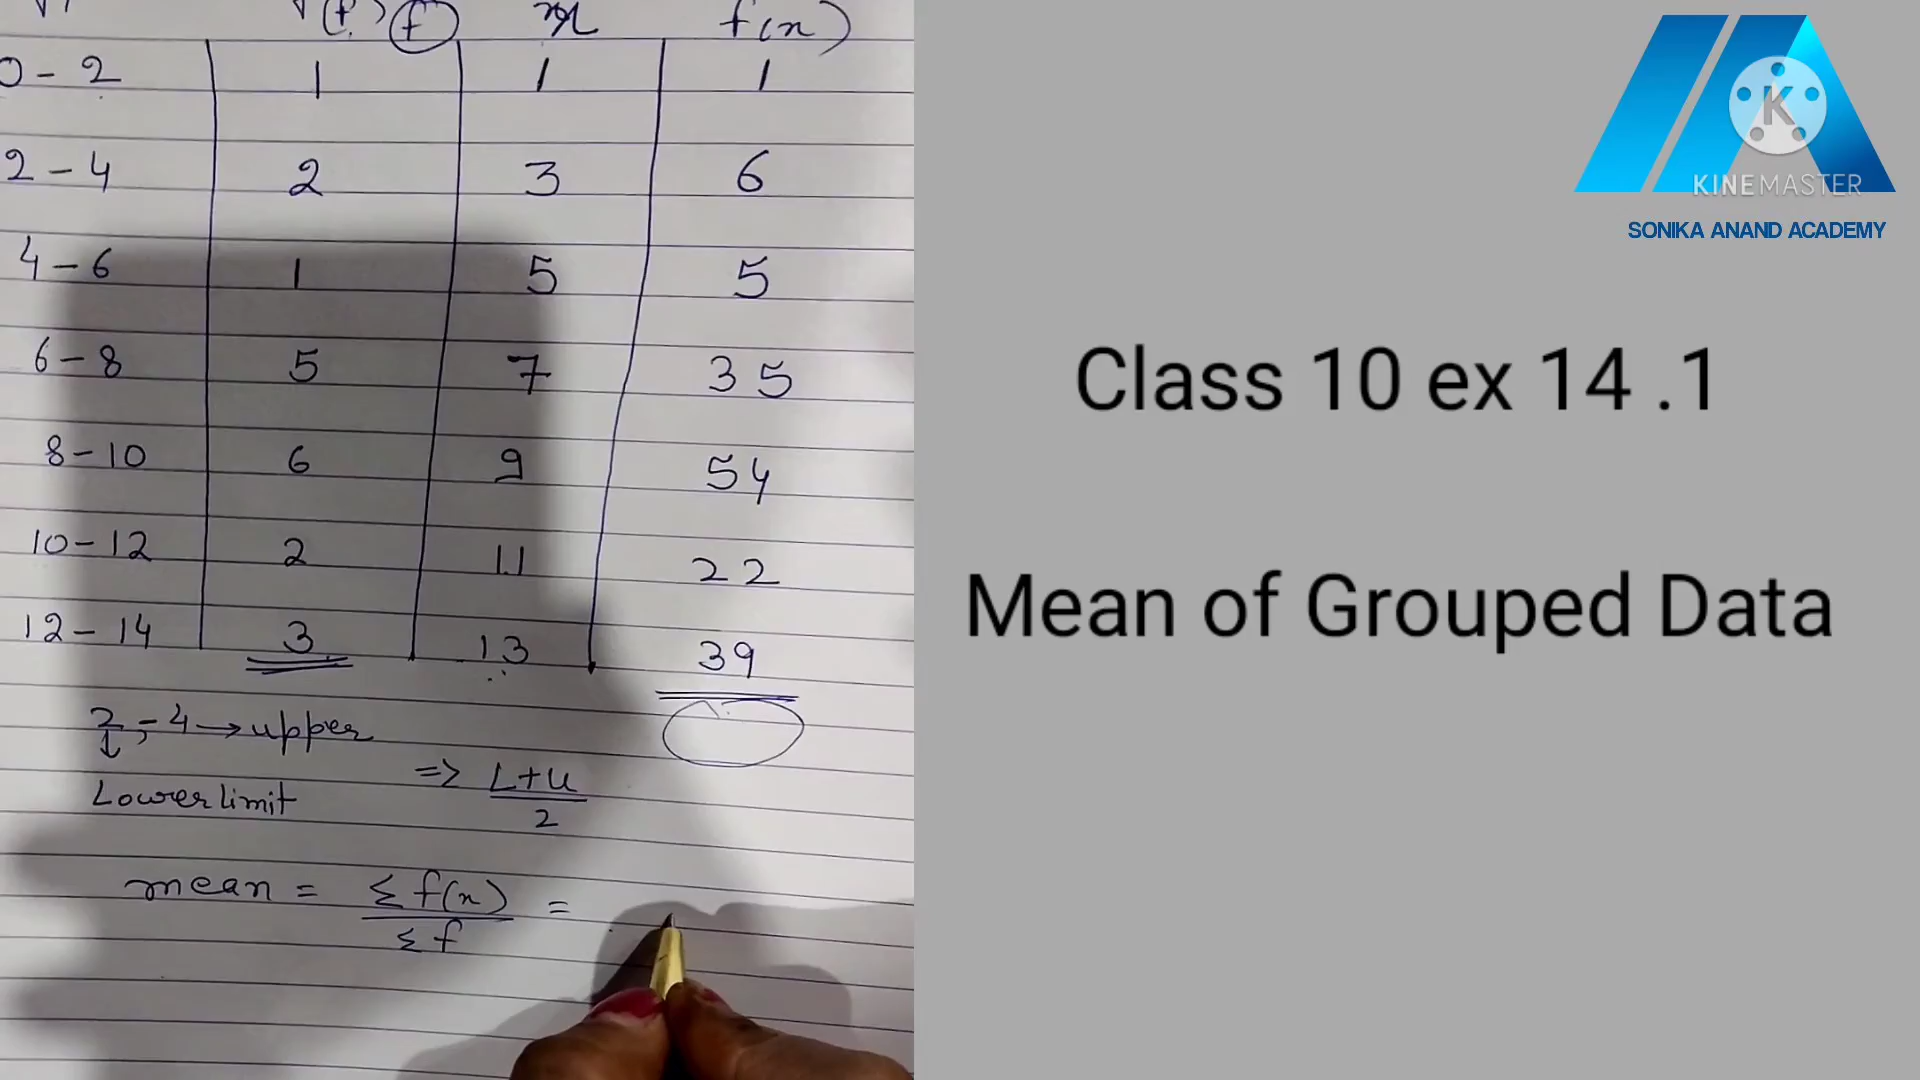 (f) f x f(x)
0-2 1 1 1
2-4 2 3 6
4-6 1 5 5
6-8 5 7 35
8-10 6 9 54
10-12 2 11 22
12-14 3 13 39
2, - 4 → upper
↓
Lower limit
=> L+U
2
mean = Σ f(x) =
Σ f
KINEMASTER
SONIKA ANAND ACADEMY
Class 10 ex 14 .1
Mean of Grouped Data